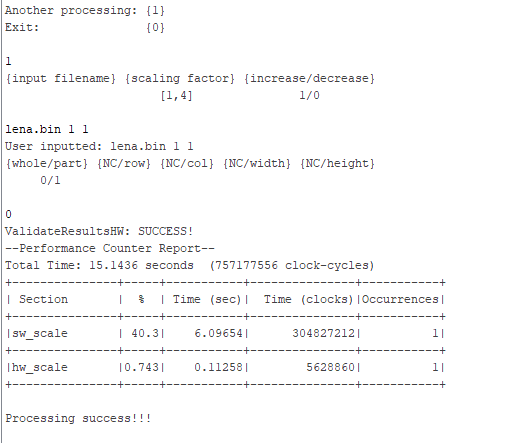 Another processing: {1}
Exit:               {0}
1
{input filename} {scaling factor} {increase/decrease}
                      [1,4]               1/0
lena.bin 1 1
User inputted: lena.bin 1 1
{whole/part} {NC/row} {NC/col} {NC/width} {NC/height}
     0/1
0
ValidateResultsHW: SUCCESS!
--Performance Counter Report--
Total Time: 15.1436 seconds  (757177556 clock-cycles)
+---------------+-----+-----------+---------------+-----------+
| Section       |  %  | Time (sec)|  Time (clocks)|Occurrences|
+---------------+-----+-----------+---------------+-----------+
|sw_scale       | 40.3|    6.09654|      304827212|          1|
+---------------+-----+-----------+---------------+-----------+
|hw_scale       |0.743|    0.11258|        5628860|          1|
+---------------+-----+-----------+---------------+-----------+
Processing success!!!